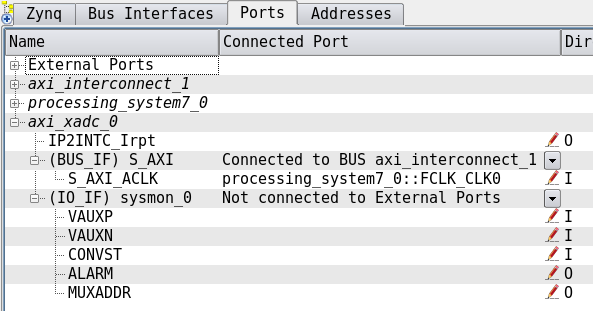 Zynq Bus Interfaces Ports Addresses
Name Connected Port Dir
External Ports
axi_interconnect_1
processing_system7_0
axi_xadc_0
IP2INTC_Irpt O
(BUS_IF) S_AXI Connected to BUS axi_interconnect_1
S_AXI_ACLK processing_system7_0::FCLK_CLK0 I
(IO_IF) sysmon_0 Not connected to External Ports
VAUXP I
VAUXN I
CONVST I
ALARM O
MUXADDR O